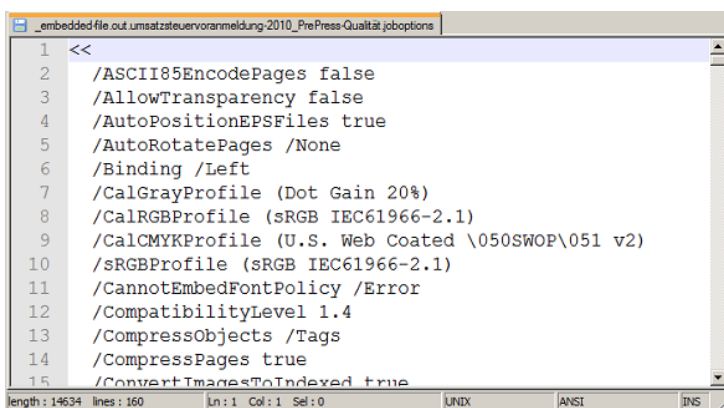 _embedded-file.out.umsatzsteuervoranmeldung-2010_PrePress-Qualität.joboptions
1 <<
2 /ASCII85EncodePages false
3 /AllowTransparency false
4 /AutoPositionEPSFiles true
5 /AutoRotatePages /None
6 /Binding /Left
7 /CalGrayProfile (Dot Gain 20%)
8 /CalRGBProfile (sRGB IEC61966-2.1)
9 /CalCMYKProfile (U.S. Web Coated \050SWOP\051 v2)
10 /sRGBProfile (sRGB IEC61966-2.1)
11 /CannotEmbedFontPolicy /Error
12 /CompatibilityLevel 1.4
13 /CompressObjects /Tags
14 /CompressPages true
15 /ConvertImagesToIndexed true
length : 14634 lines : 160 Ln : 1 Col : 1 Sel : 0 UNIX ANSI INS